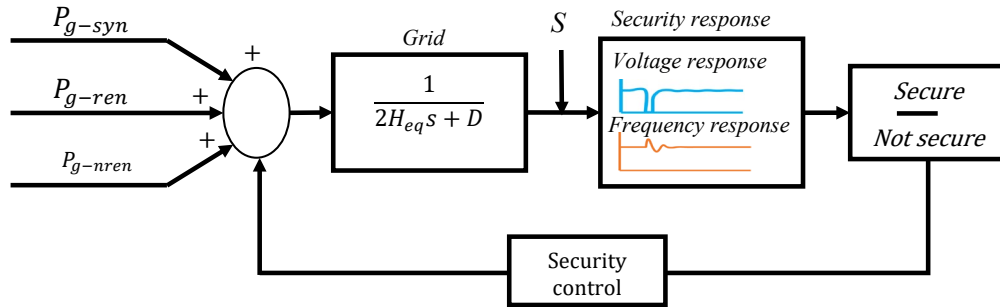 P_{g-syn}
+
P_{g-ren}
+
P_{g-nren}
+
Grid
\frac{1}{2H_{eq}s + D}
S
Security response
Voltage response
Frequency response
Secure
Not secure
Security
control